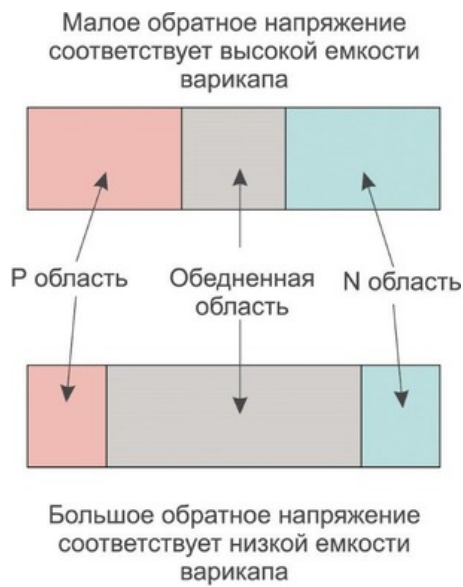 Малое обратное напряжение
соответствует высокой емкости
варикапа
P область
Обедненная
область
N область
Большое обратное напряжение
соответствует низкой емкости
варикапа